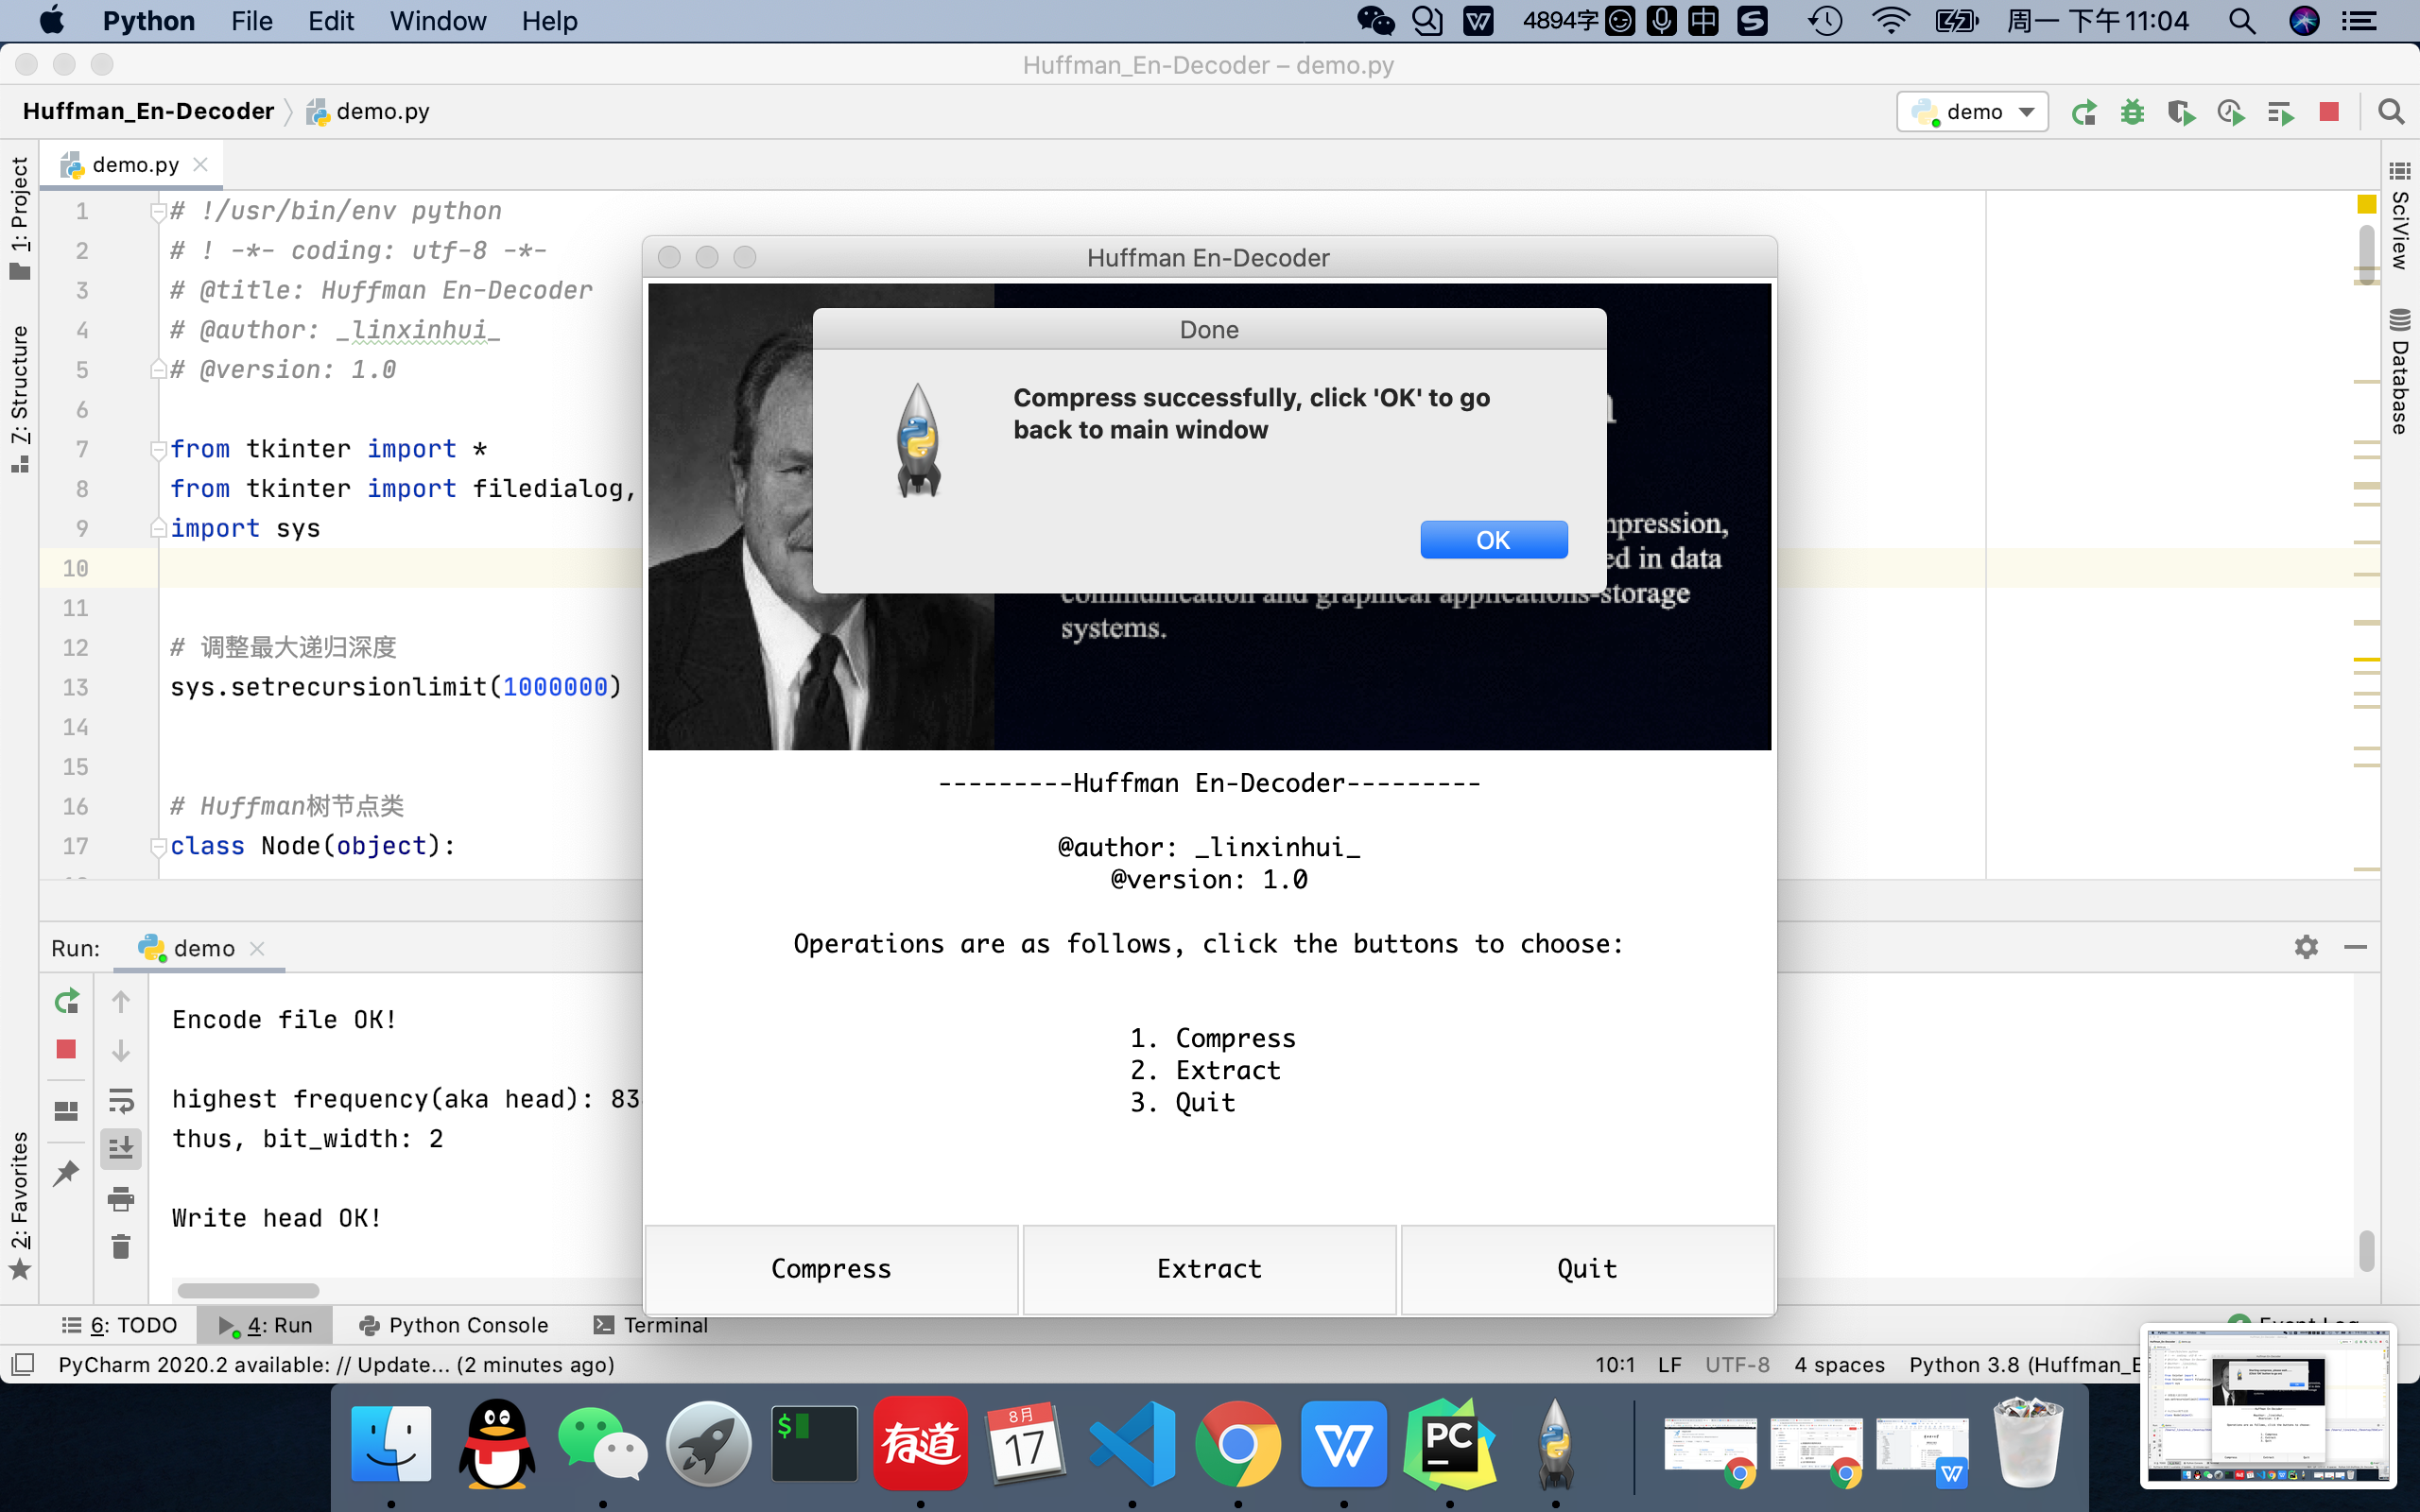 Python File Edit Window Help 4894字 中 周一 下午11:04
Huffman_En-Decoder – demo.py
Huffman_En-Decoder demo.py demo
1: Project
7: Structure
2: Favorites
SciView
Database
demo.py
1 # !/usr/bin/env python
2 # ! -*- coding: utf-8 -*-
3 # @title: Huffman En-Decoder
4 # @author: _linxinhui_
5 # @version: 1.0
6
7 from tkinter import *
8 from tkinter import filedialog,
9 import sys
10
11
12 # 调整最大递归深度
13 sys.setrecursionlimit(1000000)
14
15
16 # Huffman树节点类
17 class Node(object):
Huffman En-Decoder
Done
Compress successfully, click 'OK' to go
back to main window
OK
ed in data
communication and graphical applications-storage
systems.
---------Huffman En-Decoder---------
@author: _linxinhui_
@version: 1.0
Operations are as follows, click the buttons to choose:
1. Compress
2. Extract
3. Quit
Compress Extract Quit
Run: demo
Encode file OK!
highest frequency(aka head): 83
thus, bit_width: 2
Write head OK!
6: TODO 4: Run Python Console Terminal
PyCharm 2020.2 available: // Update... (2 minutes ago) 10:1 LF UTF-8 4 spaces Python 3.8 (Huffman_E
有道
8月
17
PC